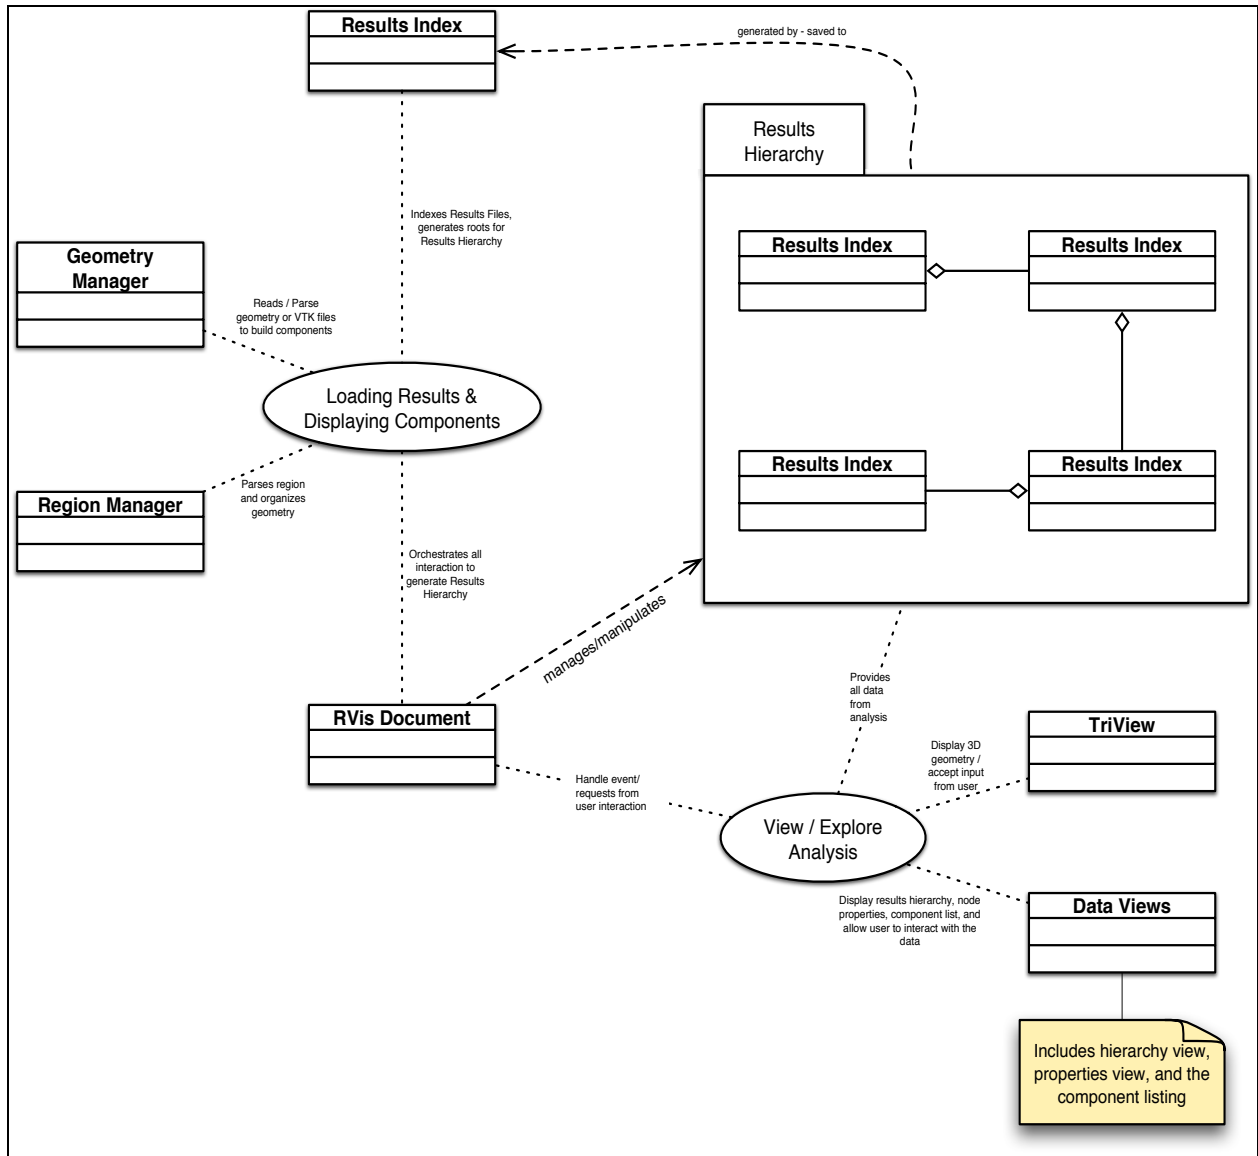 Results Index
generated by - saved to
Results
Hierarchy
Indexes Results Files,
generates roots for
Results Hierarchy
Results Index
Results Index
Geometry
Manager
Reads / Parse
geometry or VTK files
to build components
Loading Results &
Displaying Components
Results Index
Results Index
Region Manager
Parses region
and organizes
geometry
Orchestrates all
interaction to
generate Results
Hierarchy
manages/manipulates
RVis Document
Provides
all data
from
analysis
TriView
Display 3D
geometry /
accept input
from user
Handle event/
requests from
user interaction
View / Explore
Analysis
Display results hierarchy, node
properties, component list, and
allow user to interact with the
data
Data Views
Includes hierarchy view,
properties view, and the
component listing